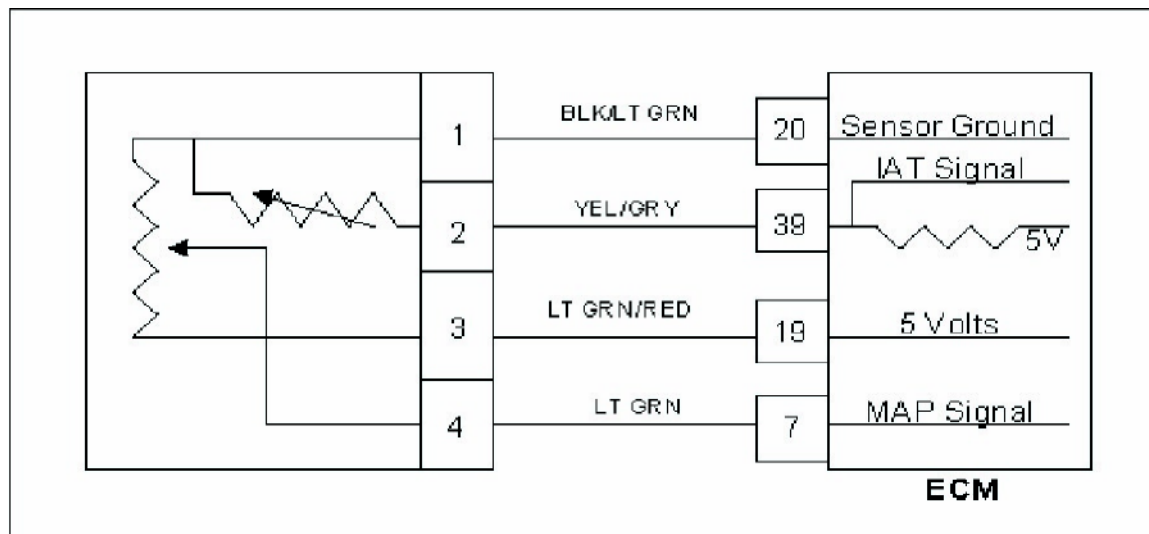 1 BLK/LT GRN 20 Sensor Ground
IAT Signal
2 YEL/GRY 39 5V
3 LT GRN/RED 19 5 Volts
4 LT GRN 7 MAP Signal
ECM